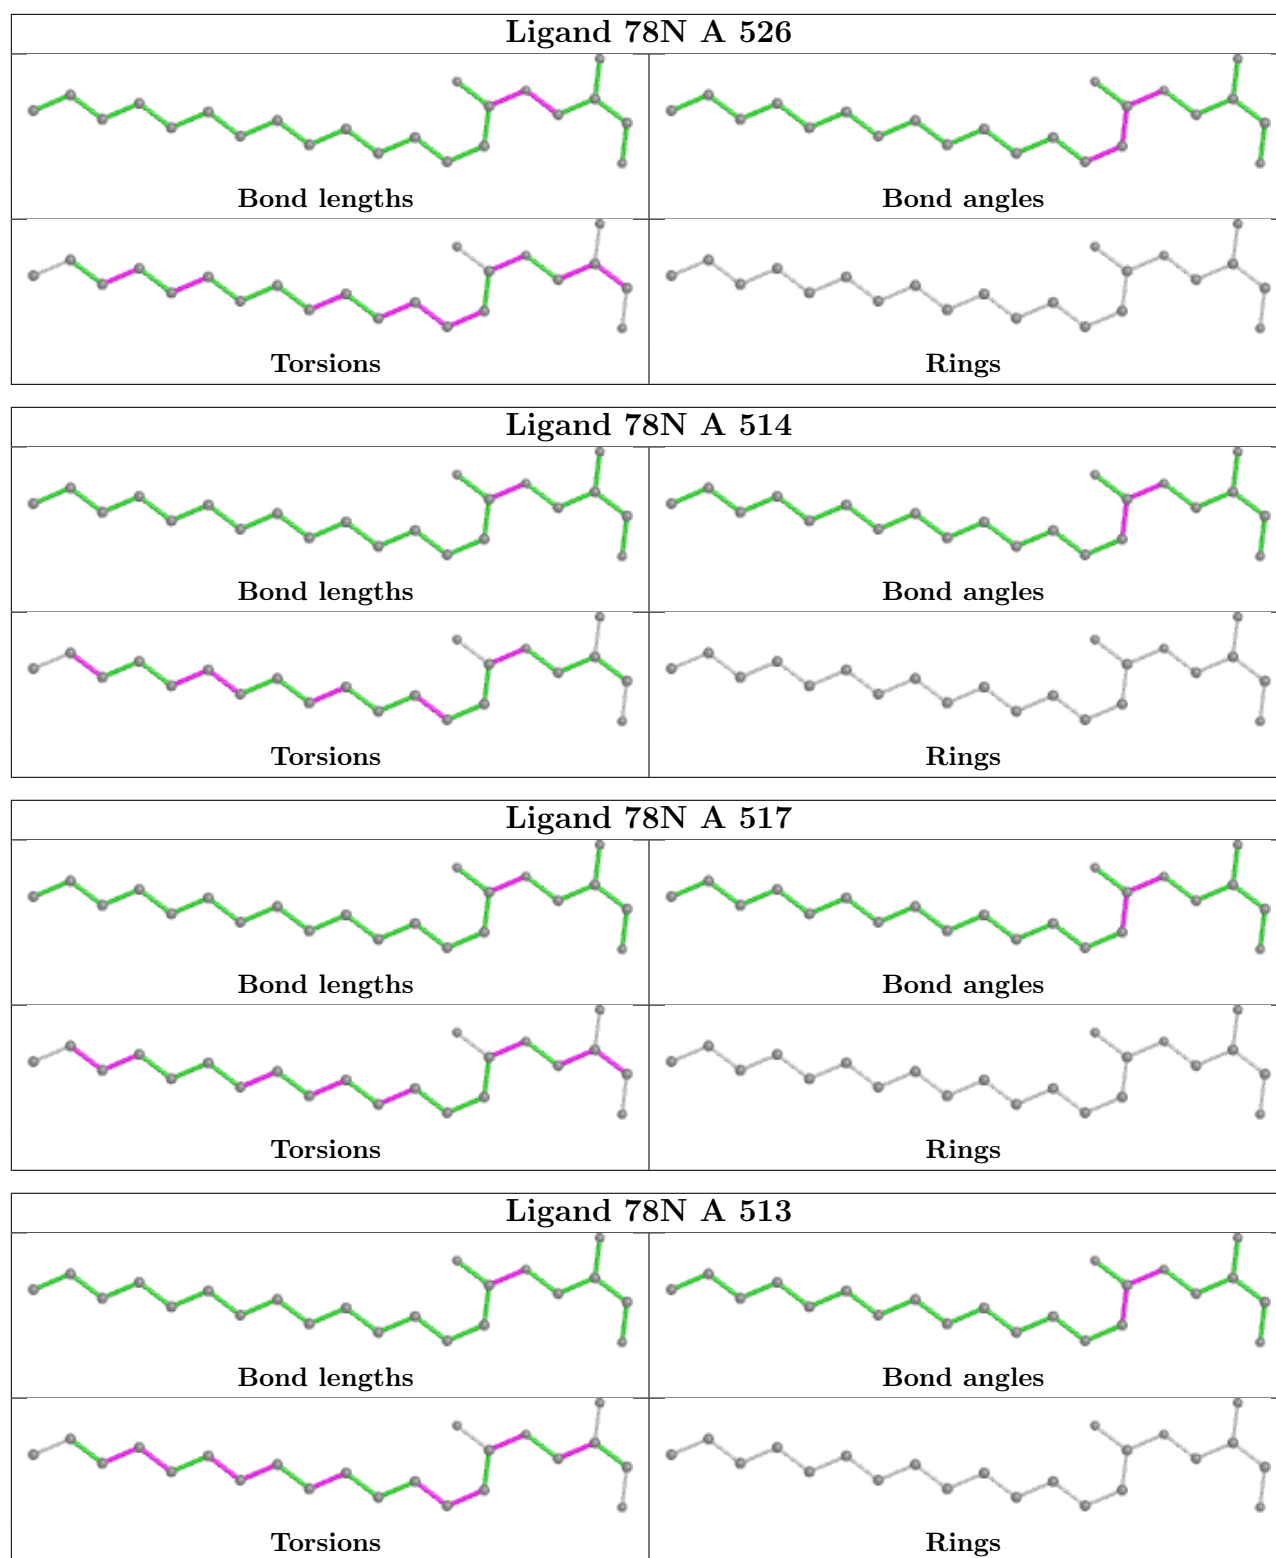 Ligand 78N A 526
Bond lengths
Bond angles
Torsions
Rings
Ligand 78N A 514
Bond lengths
Bond angles
Torsions
Rings
Ligand 78N A 517
Bond lengths
Bond angles
Torsions
Rings
Ligand 78N A 513
Bond lengths
Bond angles
Torsions
Rings